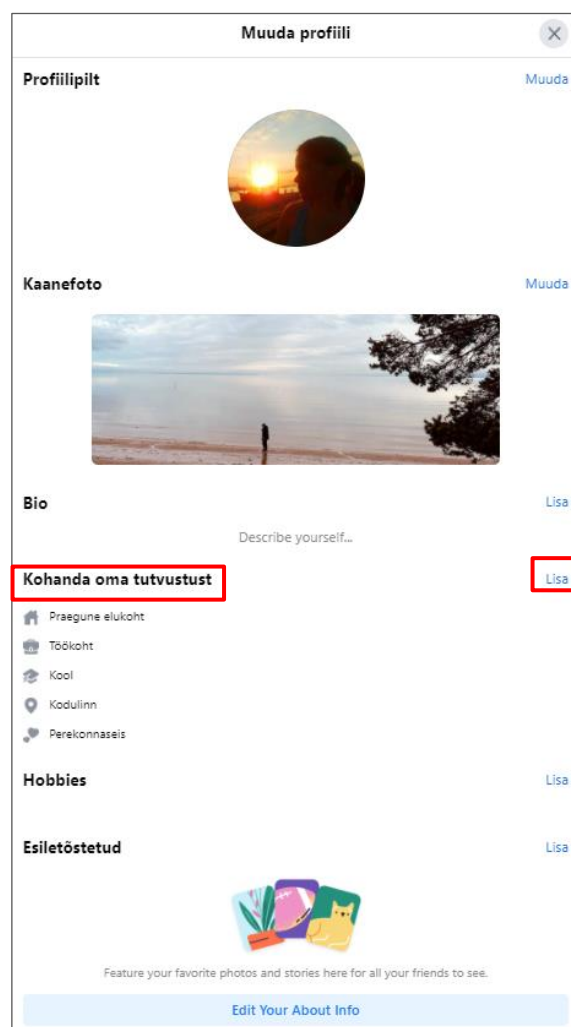 Muuda profiili
Profiilipilt Muuda
Kaanefoto Muuda
Bio Lisa
Describe yourself...
Kohanda oma tutvustust Lisa
Praegune elukoht
Töökoht
Kool
Kodulinn
Perekonnaseis
Hobbies Lisa
Esiletõstetud Lisa
Feature your favorite photos and stories here for all your friends to see.
Edit Your About Info